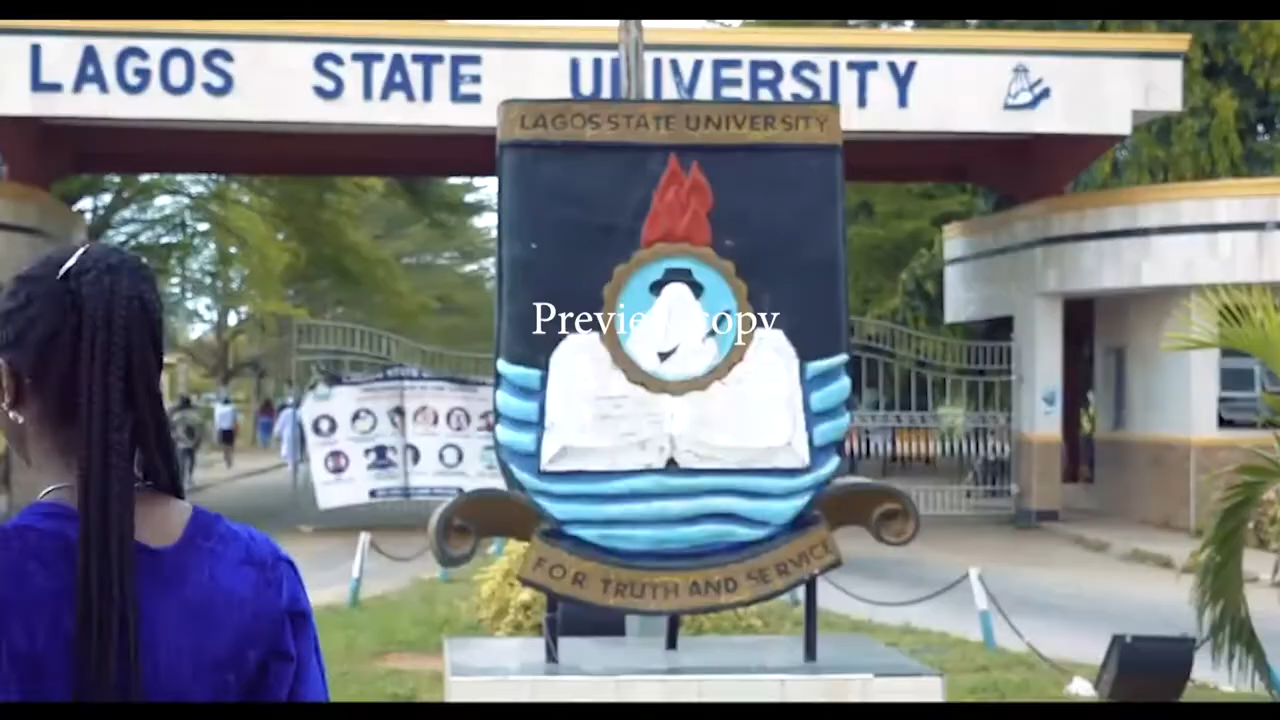 LAGOS STATE UNIVERSITY
LAGOS STATE UNIVERSITY
Preview copy
FOR TRUTH AND SERVICE